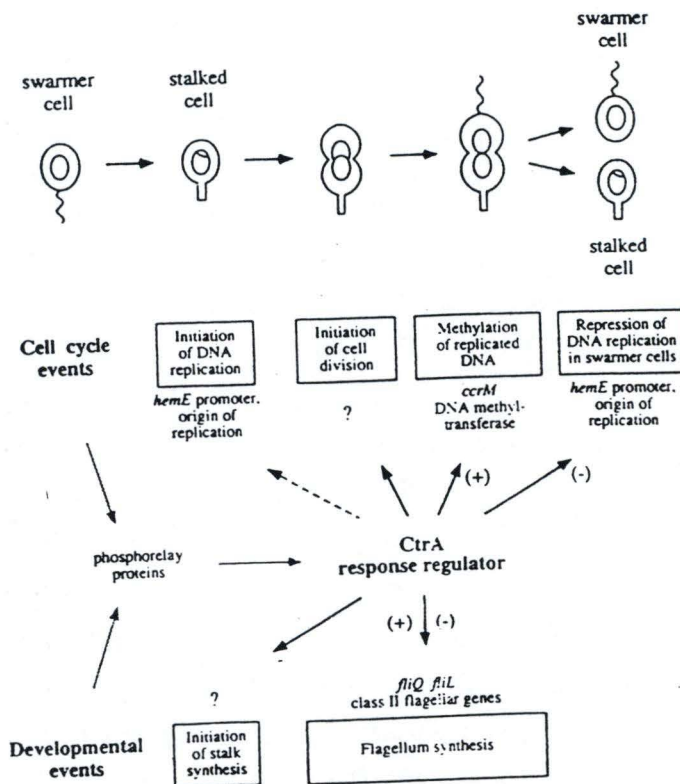 swarmer
cell
stalked
cell
swarmer
cell
stalked
cell
Cell cycle
events
Initiation
of DNA
replication
Initiation
of cell
division
Methylation
of replicated
DNA
Repression of
DNA replication
in swarmer cells
hemE promoter,
origin of
replication
?
ccrM
DNA methyl-
transferase
hemE promoter,
origin of
replication
(+)
(-)
phosphorelay
proteins
CtrA
response regulator
(+)
(-)
?
fliQ fliL
class II flagellar genes
Developmental
events
Initiation
of stalk
synthesis
Flagellum synthesis